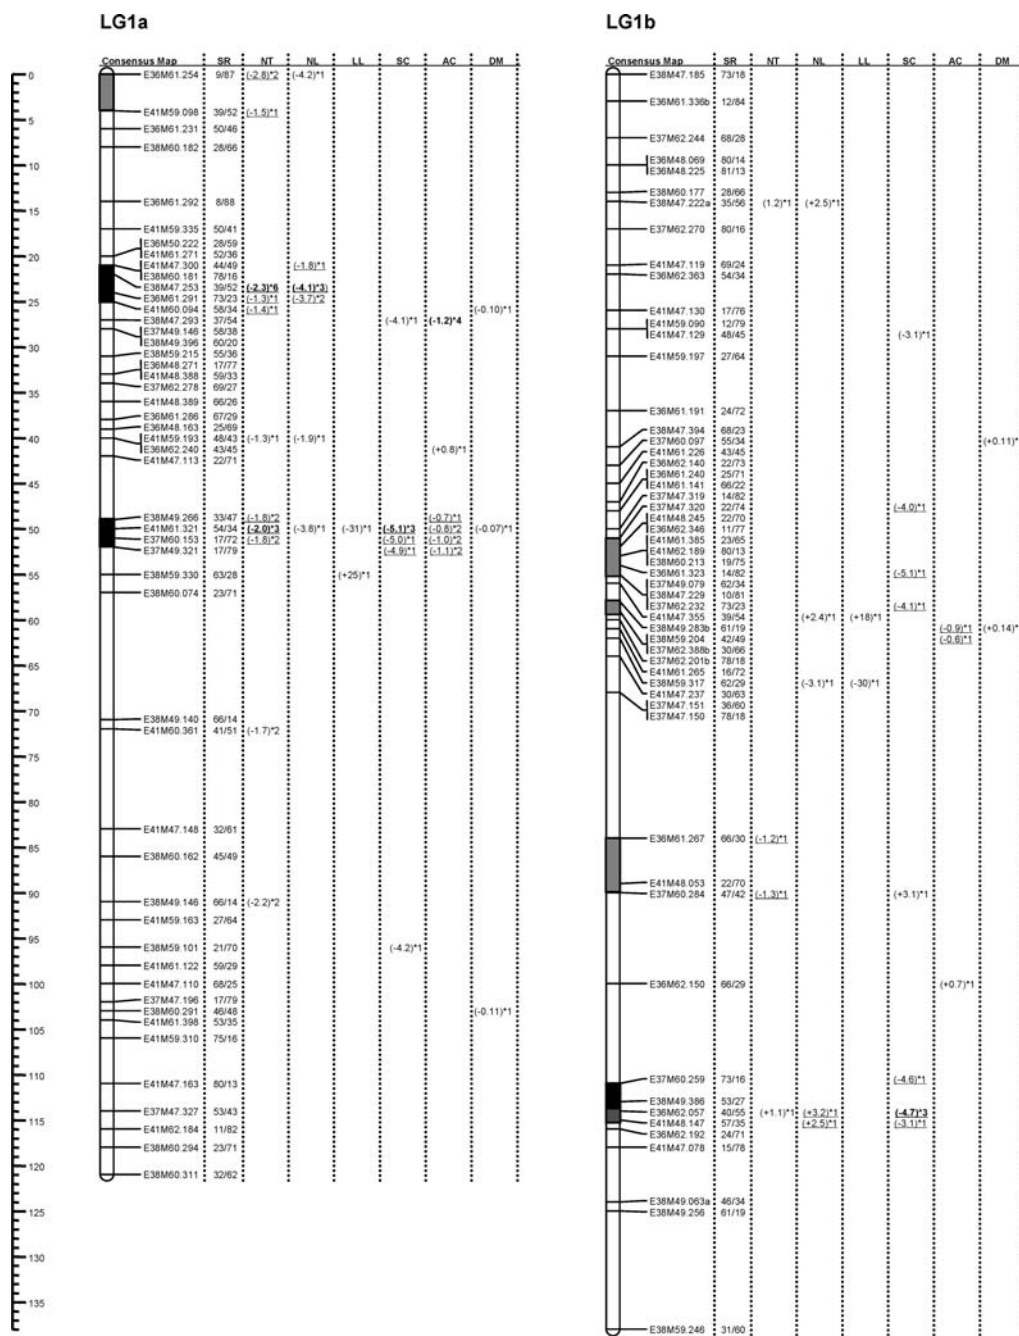 LG1a
Consensus Map SR NT NL LL SC AC DM
E36M61.254 9/87 (-2.8)*2 (-4.2)*1
E41M59.098 39/52 (-1.5)*1
E36M61.231 50/46
E38M60.182 28/66
E36M61.292 8/88
E41M59.335 50/41
E36M50.222 28/59
E41M61.271 52/36
E41M47.300 44/49 (-1.8)*1
E38M60.181 78/16
E38M47.253 39/52 (-2.3)*6 (-4.1)*3)
E36M61.291 73/23 (-1.3)*1 (-3.7)*2
E41M60.094 58/34 (-1.4)*1 (-0.10)*1
E38M47.293 37/54 (-4.1)*1 (-1.2)*4
E37M49.146 58/38
E38M49.396 60/20
E38M59.215 55/36
E36M48.271 17/77
E41M48.388 59/33
E37M62.278 69/27
E41M48.389 66/26
E36M61.286 67/29
E36M48.163 25/69
E41M59.193 48/43 (-1.3)*1 (-1.9)*1
E36M62.240 43/45 (+0.8)*1
E41M47.113 22/71
E38M49.266 33/47 (-1.8)*2 (-0.7)*1
E41M61.321 54/34 (-2.0)*3 (-3.8)*1 (-31)*1 (-5.1)*3 (-0.8)*2 (-0.07)*1
E37M60.153 17/72 (-1.8)*2 (-5.0)*1 (-1.0)*2
E37M49.321 17/79 (-4.9)*1 (-1.1)*2
E38M59.330 63/28 (+25)*1
E38M60.074 23/71
E38M49.140 66/14
E41M60.361 41/51 (-1.7)*2
E41M47.148 32/61
E38M60.162 45/49
E38M49.146 66/14 (-2.2)*2
E41M59.163 27/64
E38M59.101 21/70 (-4.2)*1
E41M61.122 59/29
E41M47.110 68/25
E37M47.196 17/79
E38M60.291 46/48 (-0.11)*1
E41M61.398 53/35
E41M59.310 75/16
E41M47.163 80/13
E37M47.327 53/43
E41M62.184 11/82
E38M60.294 23/71
E38M60.311 32/62
0
5
10
15
20
25
30
35
40
45
50
55
60
65
70
75
80
85
90
95
100
105
110
115
120
125
130
135
LG1b
Consensus Map SR NT NL LL SC AC DM
E38M47.185 73/18
E36M61.336b 12/84
E37M62.244 68/28
E36M48.069 80/14
E36M48.225 81/13
E38M60.177 28/66
E38M47.222a 35/56 (1.2)*1 (+2.5)*1
E37M62.270 80/16
E41M47.119 69/24
E36M62.363 54/34
E41M47.130 17/76
E41M59.090 12/79
E41M47.129 48/45 (-3.1)*1
E41M59.197 27/64
E36M61.191 24/72
E38M47.394 68/23
E37M60.097 55/34 (+0.11)*
E41M61.226 43/45
E36M62.140 22/73
E36M61.240 25/71
E41M61.141 66/22
E37M47.319 14/82
E37M47.320 22/74 (-4.0)*1
E41M48.245 22/70
E36M62.346 11/77
E41M61.385 23/65
E41M62.189 80/13
E38M60.213 19/75
E36M61.323 14/82 (-5.1)*1
E37M49.079 62/34
E38M47.229 10/81
E37M62.232 73/23 (-4.1)*1
E41M47.355 39/54 (+2.4)*1 (+18)*1
E38M49.283b 61/19 (-0.9)*1 (+0.14)*
E38M59.204 42/49 (-0.6)*1
E37M62.388b 30/66
E37M62.201b 78/18
E41M61.265 16/72
E38M59.317 62/29 (-3.1)*1 (-30)*1
E41M47.237 30/63
E37M47.151 36/60
E37M47.150 78/18
E36M61.267 66/30 (-1.2)*1
E41M48.053 22/70
E37M60.284 47/42 (-1.3)*1 (+3.1)*1
E36M62.150 66/29 (+0.7)*1
E37M60.259 73/16 (-4.6)*1
E38M49.386 53/27
E36M62.057 40/55 (+1.1)*1 (+3.2)*1 (-4.7)*3
E41M48.147 57/35 (+2.5)*1 (-3.1)*1
E36M62.192 24/71
E41M47.078 15/78
E38M49.063a 46/34
E38M49.256 61/19
E38M59.246 31/60